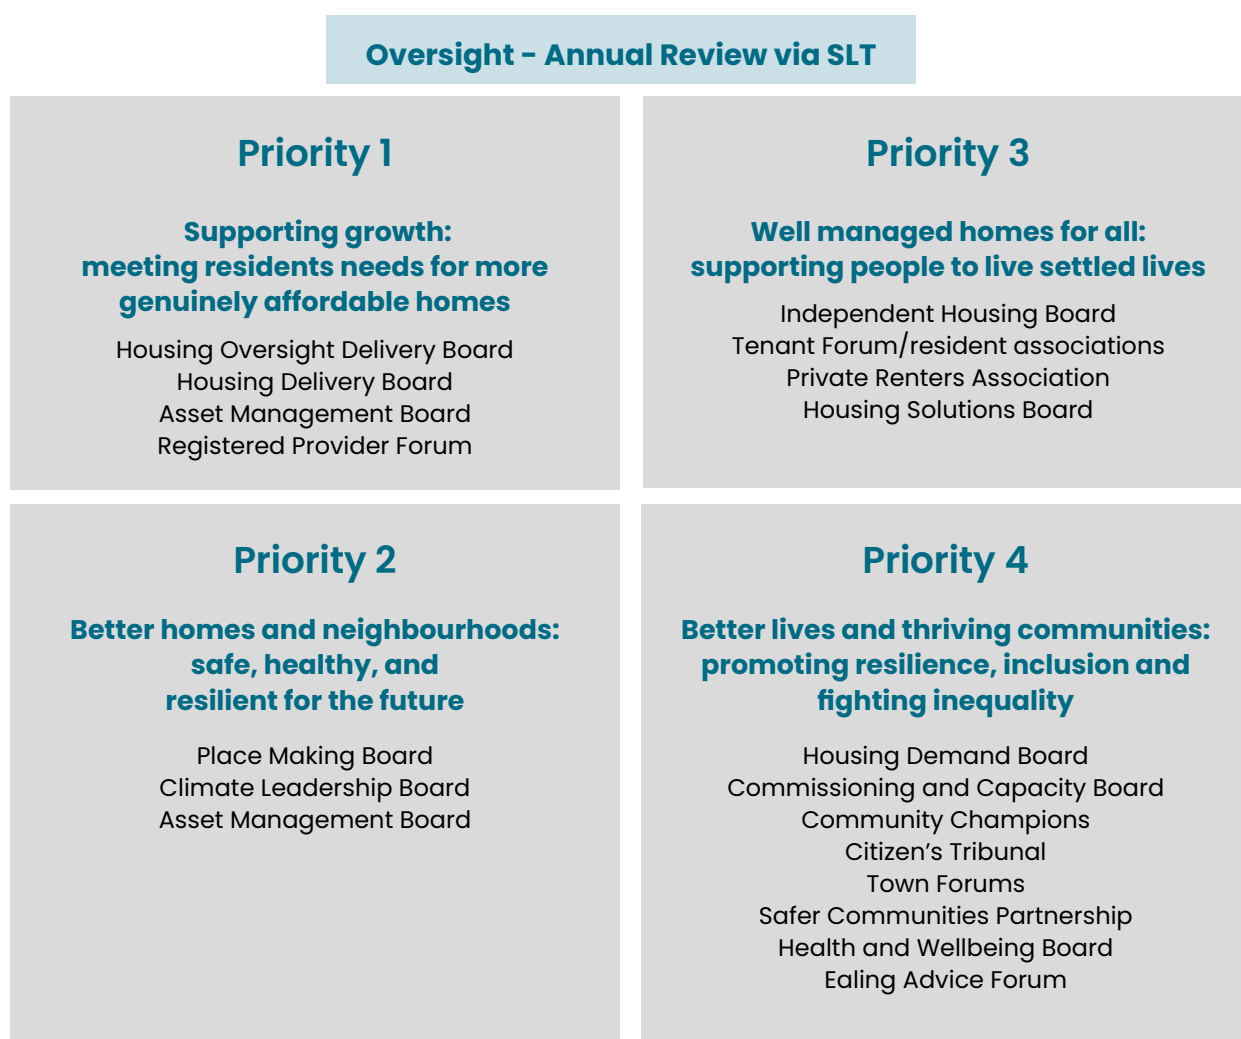 Oversight - Annual Review via SLT
Priority 1
Supporting growth:
meeting residents needs for more
genuinely affordable homes
Housing Oversight Delivery Board
Housing Delivery Board
Asset Management Board
Registered Provider Forum
Priority 3
Well managed homes for all:
supporting people to live settled lives
Independent Housing Board
Tenant Forum/resident associations
Private Renters Association
Housing Solutions Board
Priority 2
Better homes and neighbourhoods:
safe, healthy, and
resilient for the future
Place Making Board
Climate Leadership Board
Asset Management Board
Priority 4
Better lives and thriving communities:
promoting resilience, inclusion and
fighting inequality
Housing Demand Board
Commissioning and Capacity Board
Community Champions
Citizen’s Tribunal
Town Forums
Safer Communities Partnership
Health and Wellbeing Board
Ealing Advice Forum